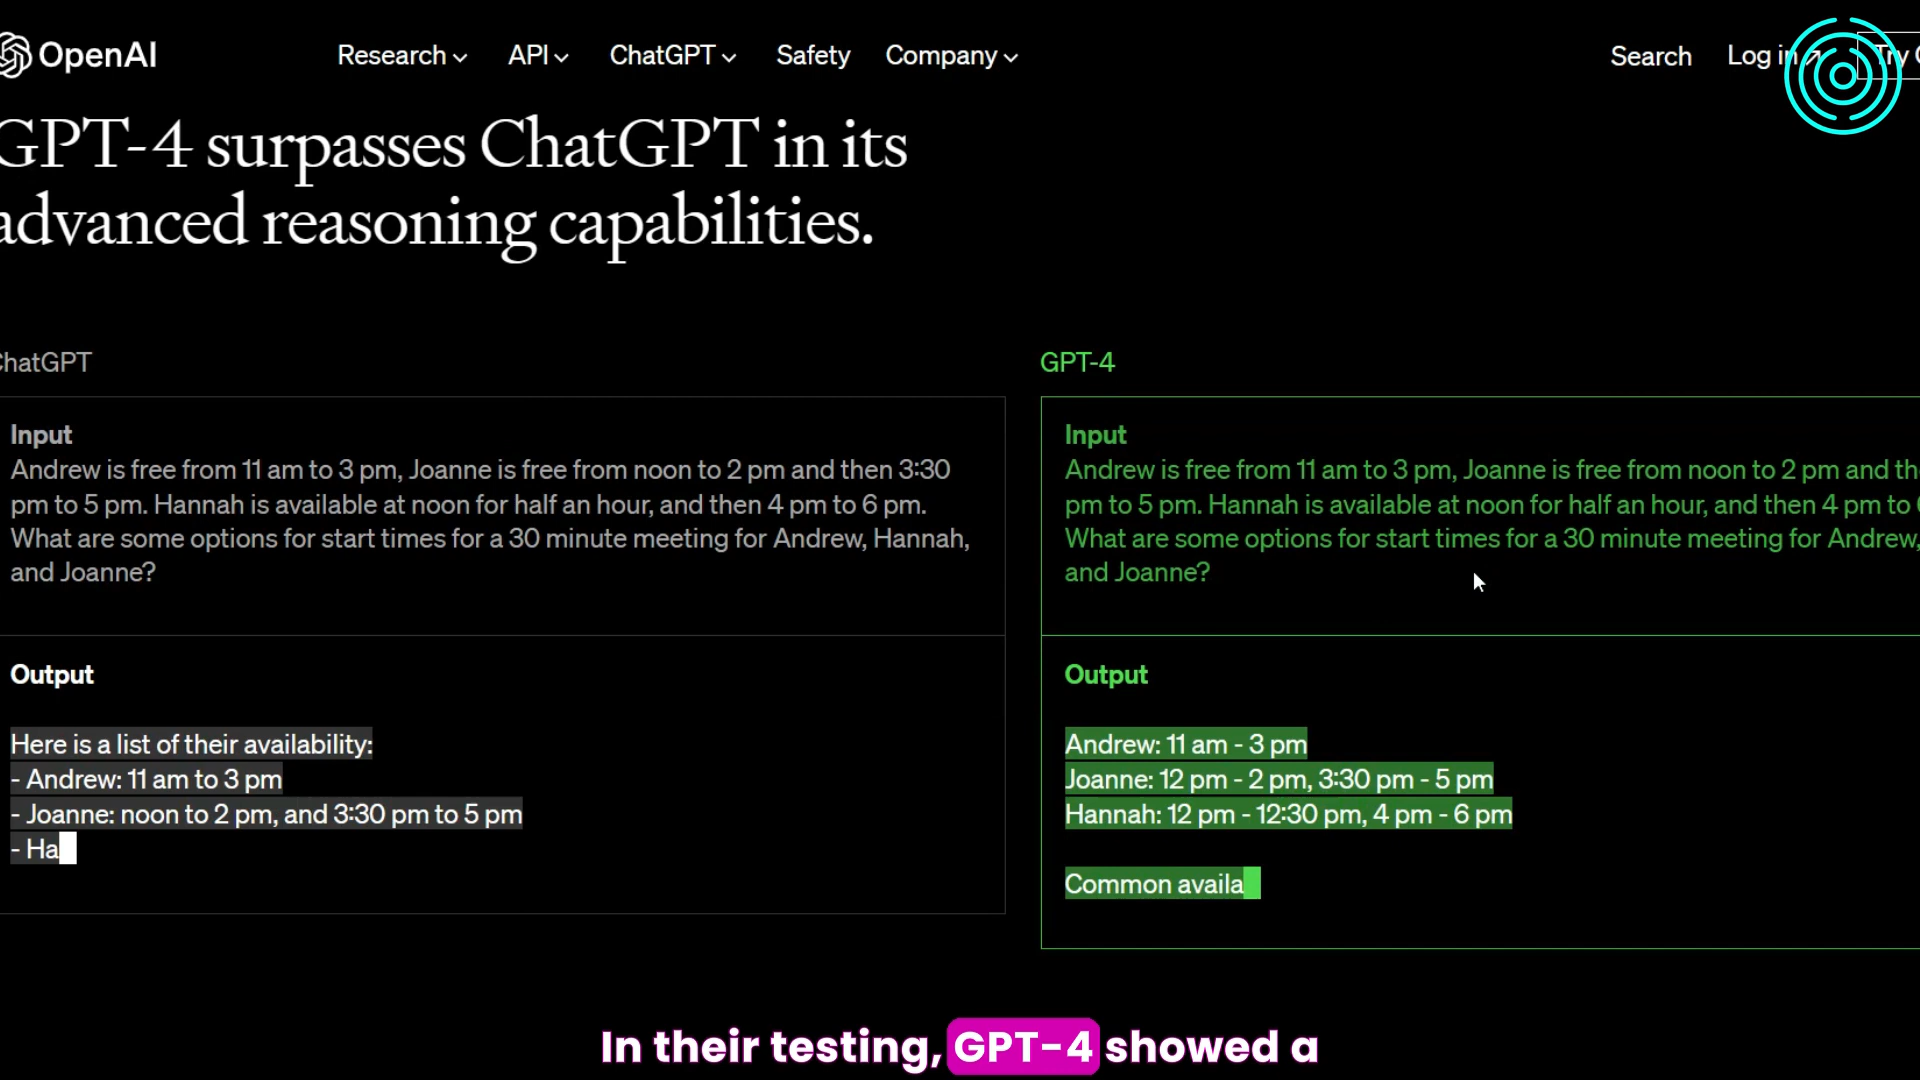 OpenAI
Research API ChatGPT Safety Company Search Log in Try
GPT-4 surpasses ChatGPT in its
advanced reasoning capabilities.
ChatGPT
Input
Andrew is free from 11 am to 3 pm, Joanne is free from noon to 2 pm and then 3:30
pm to 5 pm. Hannah is available at noon for half an hour, and then 4 pm to 6 pm.
What are some options for start times for a 30 minute meeting for Andrew, Hannah,
and Joanne?
Output
Here is a list of their availability:
- Andrew: 11 am to 3 pm
- Joanne: noon to 2 pm, and 3:30 pm to 5 pm
- Ha
GPT-4
Input
Andrew is free from 11 am to 3 pm, Joanne is free from noon to 2 pm and th
pm to 5 pm. Hannah is available at noon for half an hour, and then 4 pm to
What are some options for start times for a 30 minute meeting for Andrew,
and Joanne?
Output
Andrew: 11 am - 3 pm
Joanne: 12 pm - 2 pm, 3:30 pm - 5 pm
Hannah: 12 pm - 12:30 pm, 4 pm - 6 pm
Common availa
In their testing, GPT-4 showed a